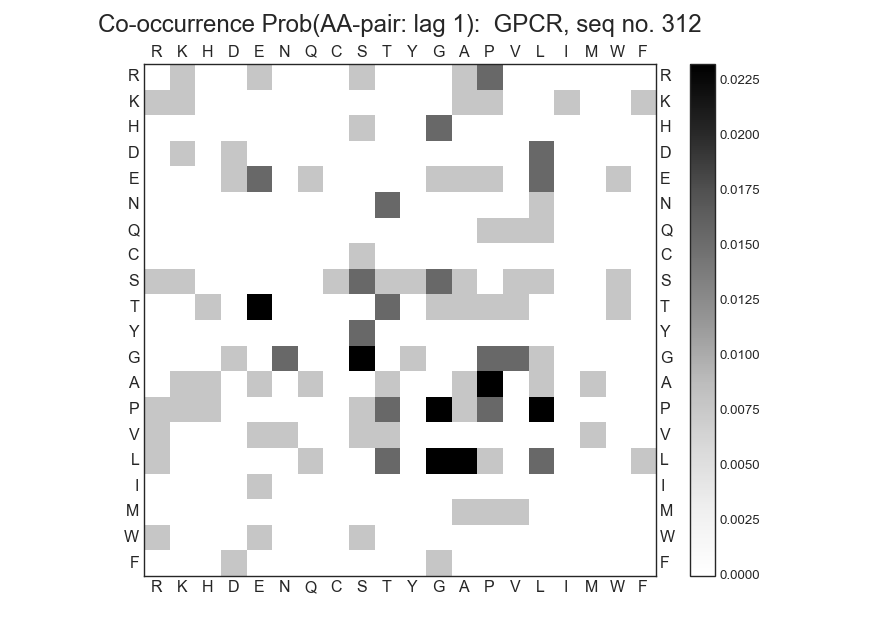 Co-occurrence Prob(AA-pair: lag 1):  GPCR, seq no. 312
R K H D E N Q C S T Y G A P V L I M W F
R R 0.0225
K K
H H 0.0200
D D
E E 0.0175
N N
Q Q 0.0150
C C
S S 0.0125
T T
Y Y
G G 0.0100
A A
P P 0.0075
V V
L L 0.0050
I I
M M 0.0025
W W
F F 0.0000
R K H D E N Q C S T Y G A P V L I M W F